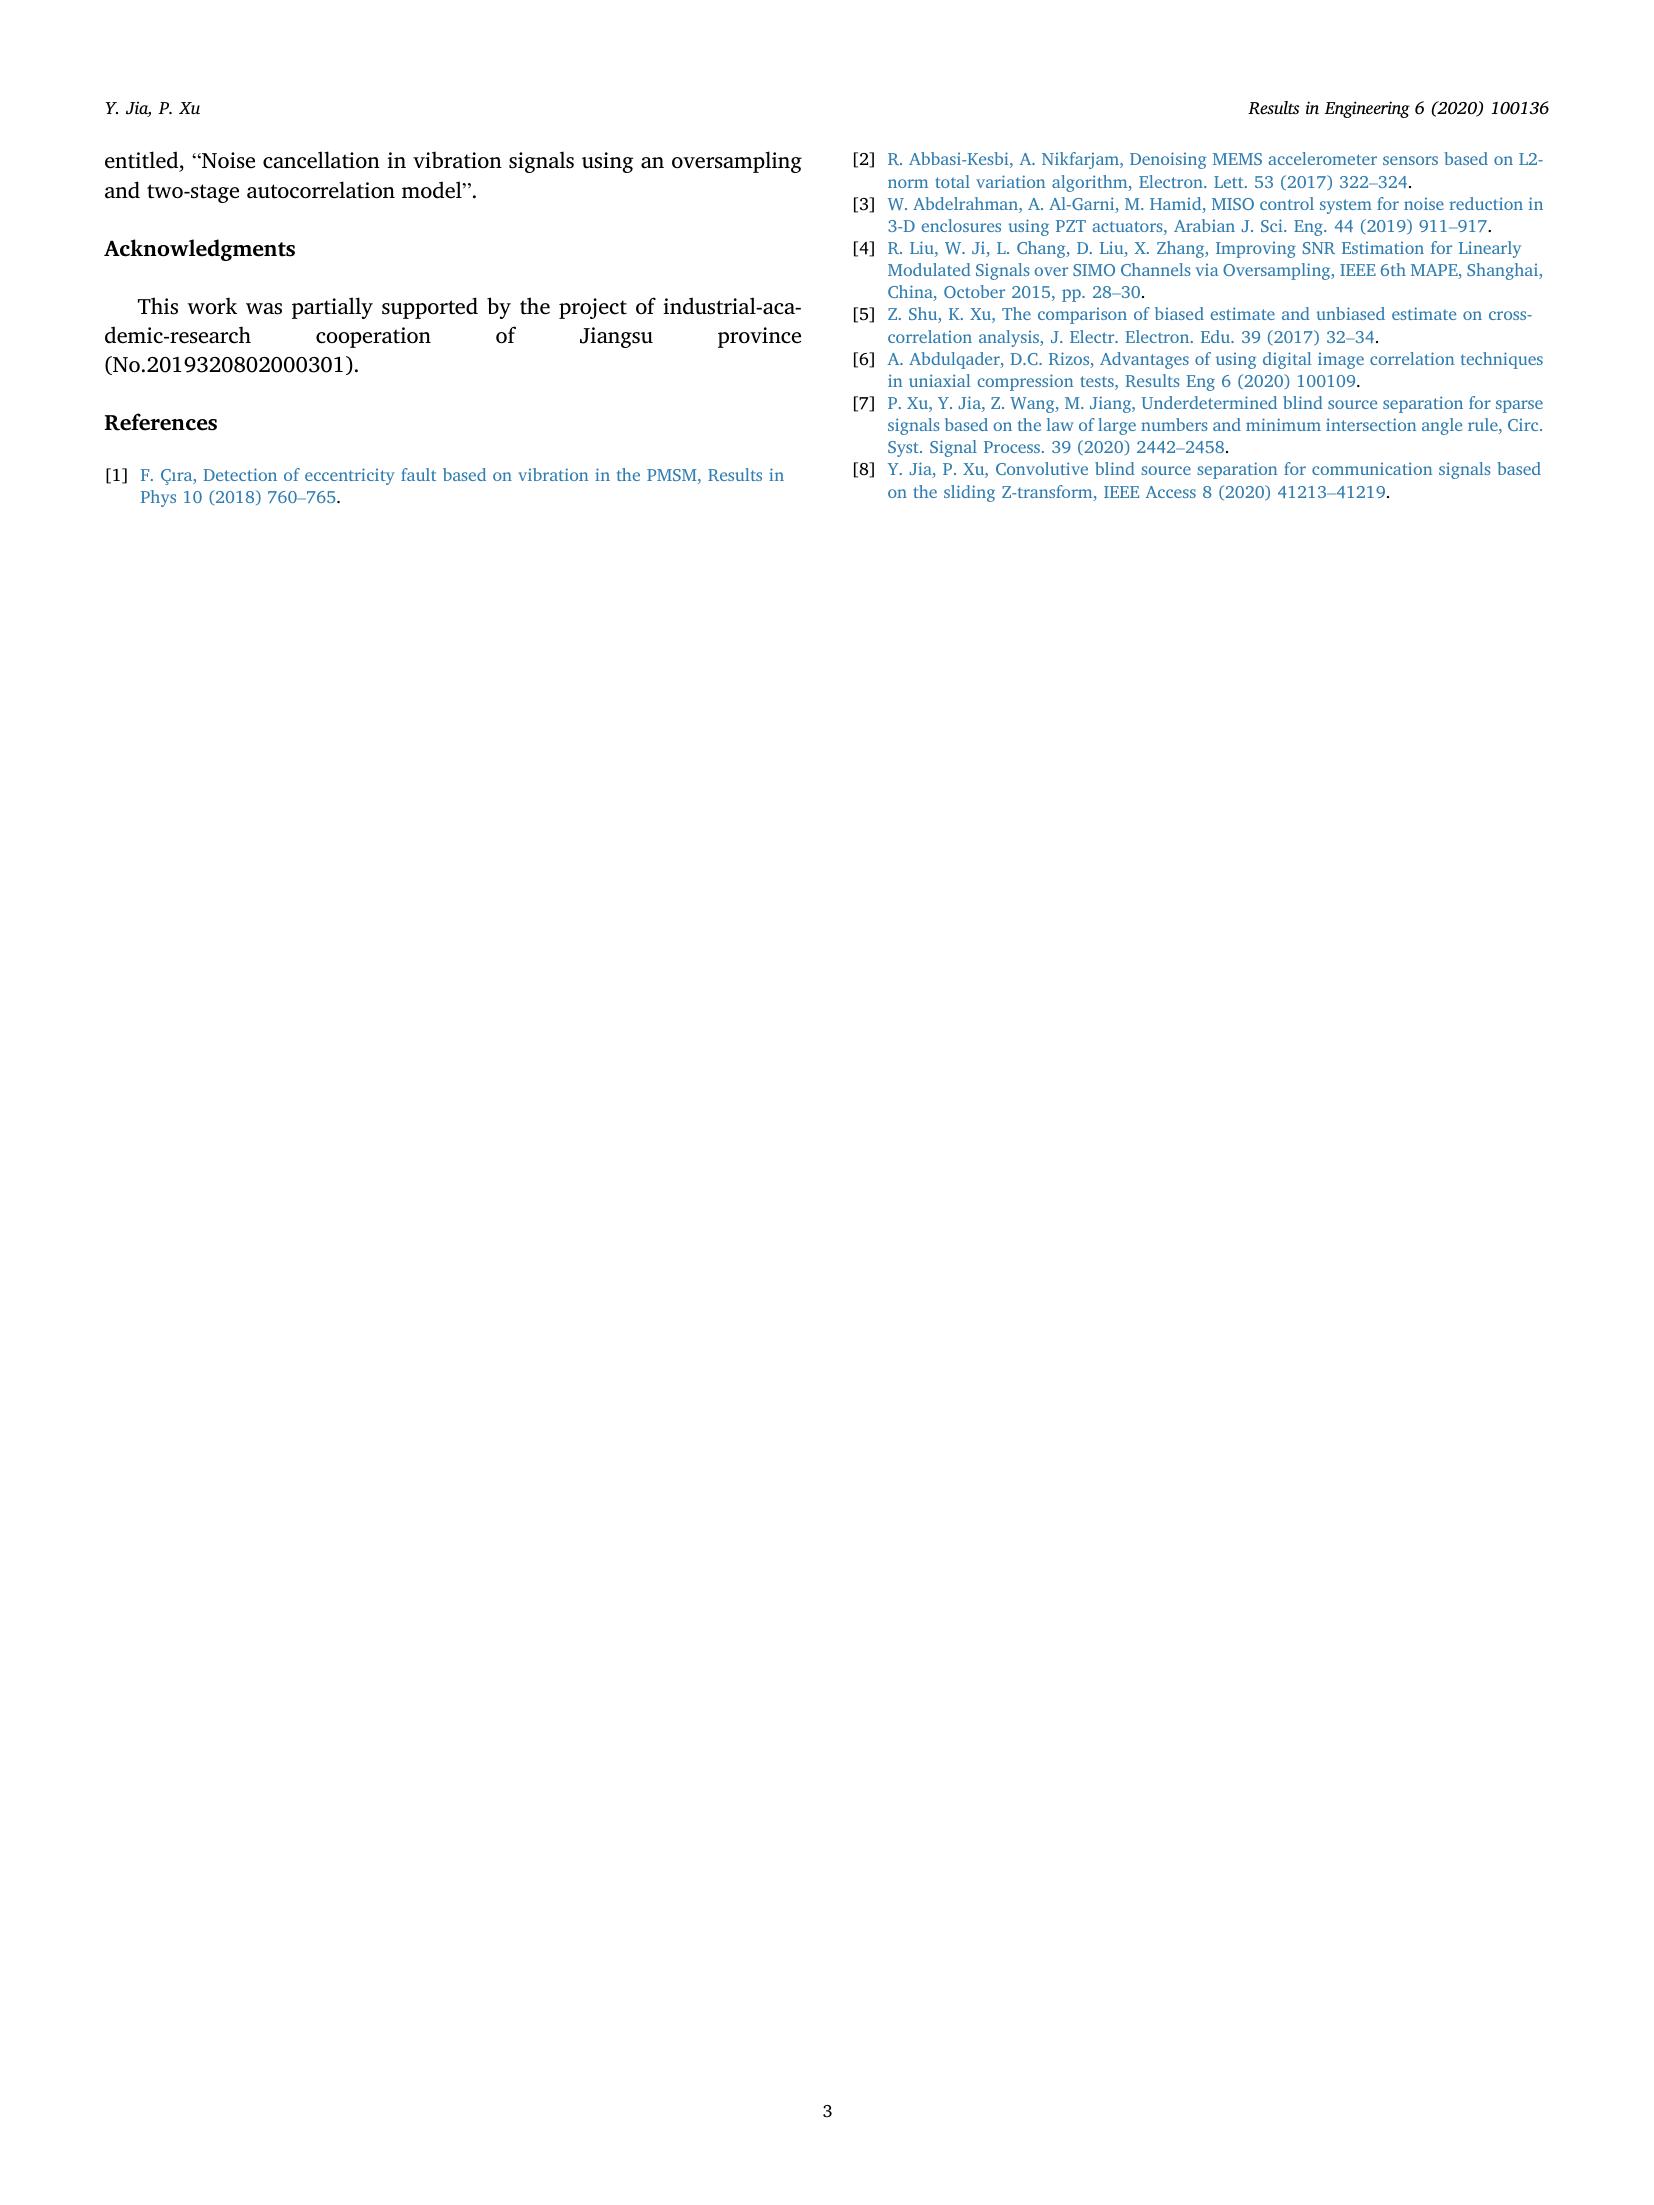 Y. Jia, P. Xu
Results in Engineering 6 (2020) 100136
entitled, “Noise cancellation in vibration signals using an oversampling
and two-stage autocorrelation model”.
Acknowledgments
This work was partially supported by the project of industrial-aca-
demic-research cooperation of Jiangsu province
(No.2019320802000301).
References
[1] F. Çıra, Detection of eccentricity fault based on vibration in the PMSM, Results in
Phys 10 (2018) 760–765.
[2] R. Abbasi-Kesbi, A. Nikfarjam, Denoising MEMS accelerometer sensors based on L2-
norm total variation algorithm, Electron. Lett. 53 (2017) 322–324.
[3] W. Abdelrahman, A. Al-Garni, M. Hamid, MISO control system for noise reduction in
3-D enclosures using PZT actuators, Arabian J. Sci. Eng. 44 (2019) 911–917.
[4] R. Liu, W. Ji, L. Chang, D. Liu, X. Zhang, Improving SNR Estimation for Linearly
Modulated Signals over SIMO Channels via Oversampling, IEEE 6th MAPE, Shanghai,
China, October 2015, pp. 28–30.
[5] Z. Shu, K. Xu, The comparison of biased estimate and unbiased estimate on cross-
correlation analysis, J. Electr. Electron. Edu. 39 (2017) 32–34.
[6] A. Abdulqader, D.C. Rizos, Advantages of using digital image correlation techniques
in uniaxial compression tests, Results Eng 6 (2020) 100109.
[7] P. Xu, Y. Jia, Z. Wang, M. Jiang, Underdetermined blind source separation for sparse
signals based on the law of large numbers and minimum intersection angle rule, Circ.
Syst. Signal Process. 39 (2020) 2442–2458.
[8] Y. Jia, P. Xu, Convolutive blind source separation for communication signals based
on the sliding Z-transform, IEEE Access 8 (2020) 41213–41219.
3